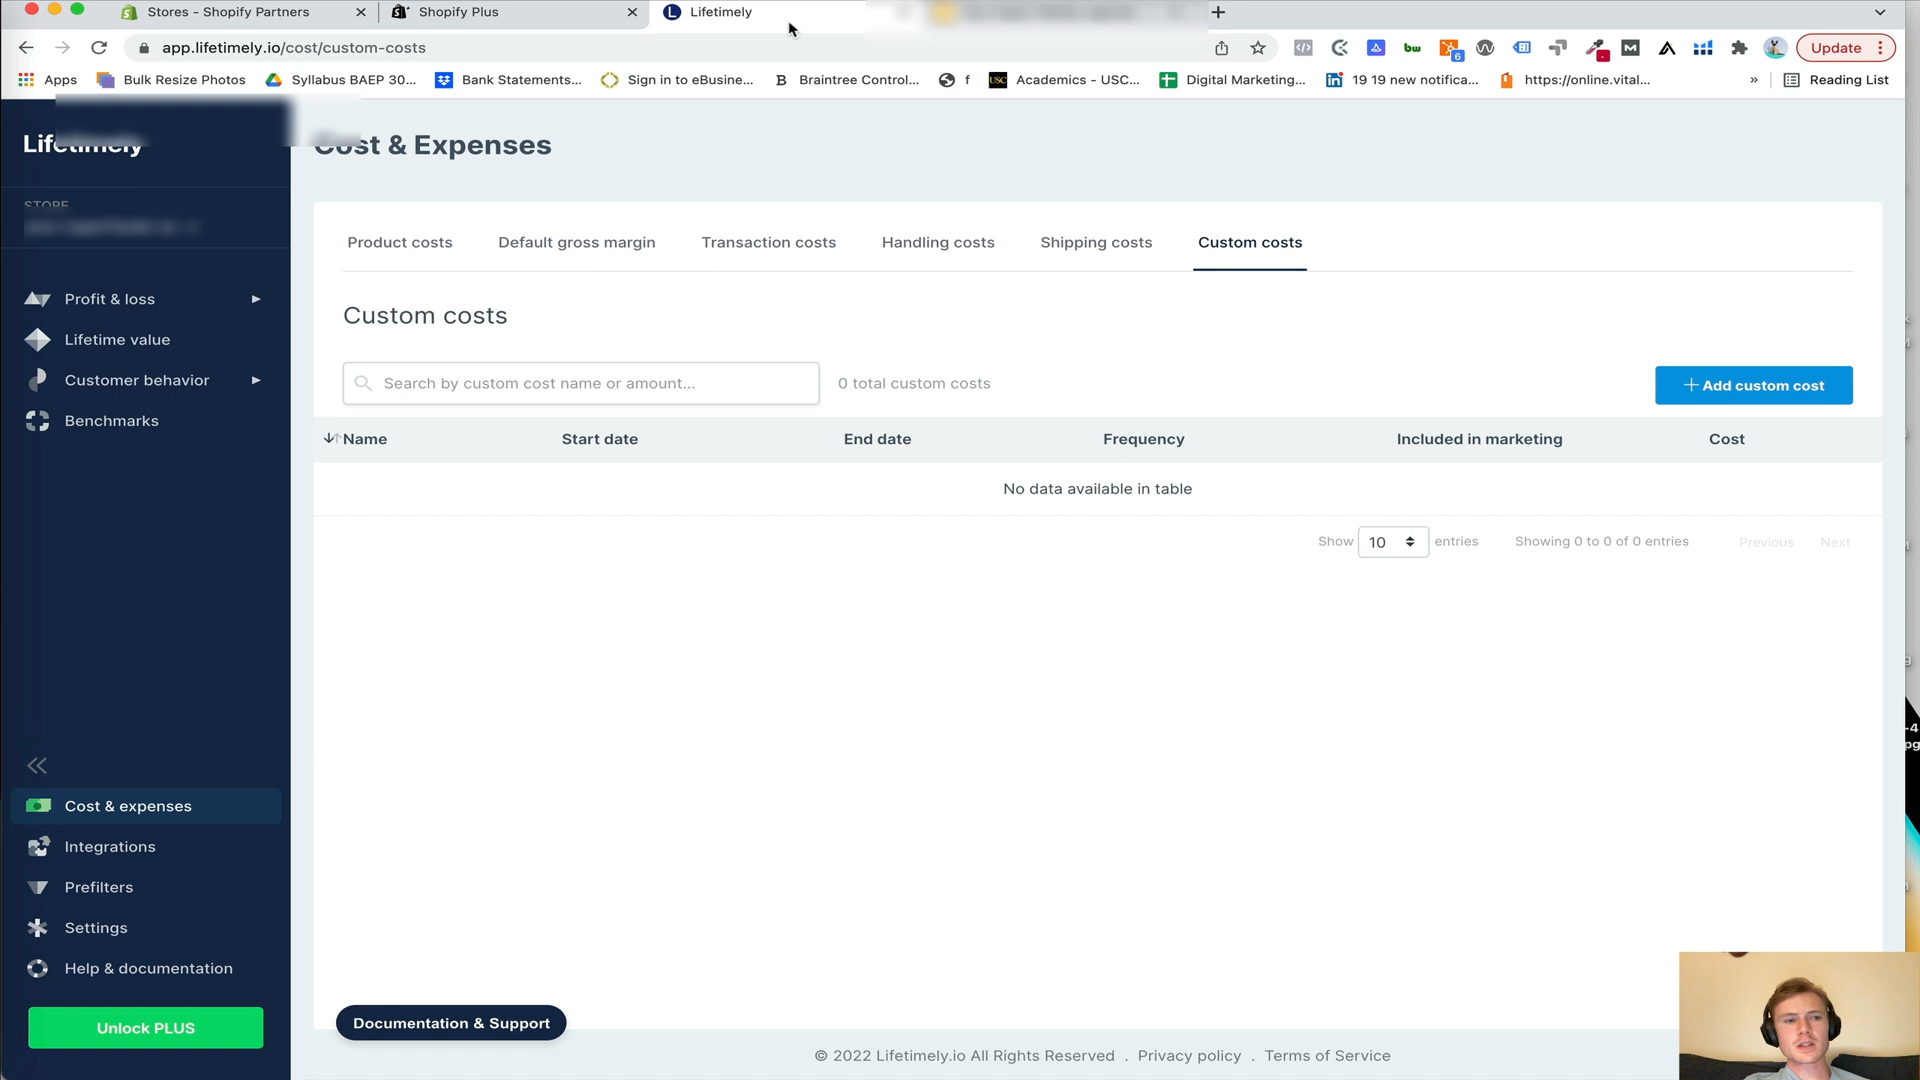 Stores - Shopify Partners
Shopify Plus
Lifetimely
app.lifetimely.io/cost/custom-costs
6
Update
Apps
Bulk Resize Photos
Syllabus BAEP 30...
Bank Statements...
Sign in to eBusine...
B Braintree Control...
f
USC Academics - USC...
Digital Marketing...
in 19 19 new notifica...
https://online.vital...
»
Reading List
Lifetimely
STORE
Profit & loss
Lifetime value
Customer behavior
Benchmarks
Cost & expenses
Integrations
Prefilters
Settings
Help & documentation
Unlock PLUS
Cost & Expenses
Product costs
Default gross margin
Transaction costs
Handling costs
Shipping costs
Custom costs
Custom costs
Search by custom cost name or amount...
0 total custom costs
+ Add custom cost
Name
Start date
End date
Frequency
Included in marketing
Cost
No data available in table
Show 10 entries
Showing 0 to 0 of 0 entries
Previous
Next
Documentation & Support
© 2022 Lifetimely.io All Rights Reserved . Privacy policy . Terms of Service